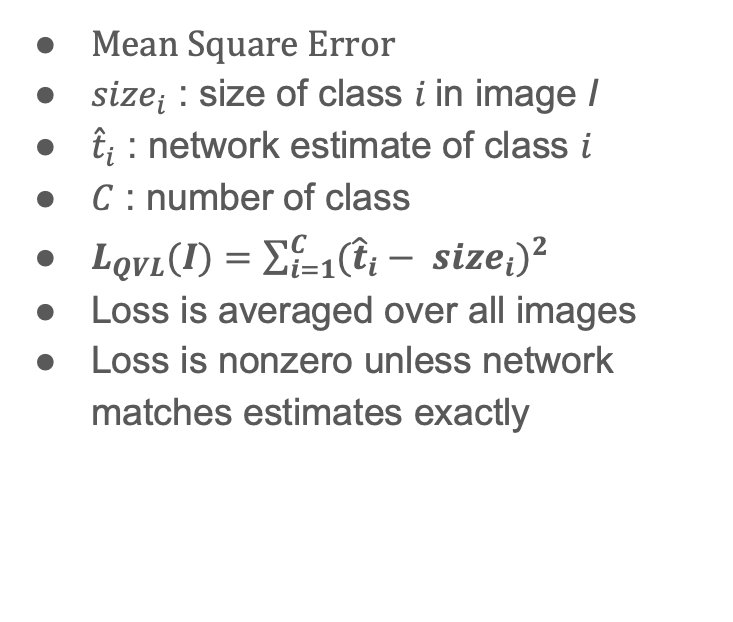 ● Mean Square Error
● sizeᵢ : size of class i in image I
● t̂ᵢ : network estimate of class i
● C : number of class
● L_QVL(I) = ∑ᵢ₌₁ᶜ(t̂ᵢ − sizeᵢ)²
● Loss is averaged over all images
● Loss is nonzero unless network
matches estimates exactly